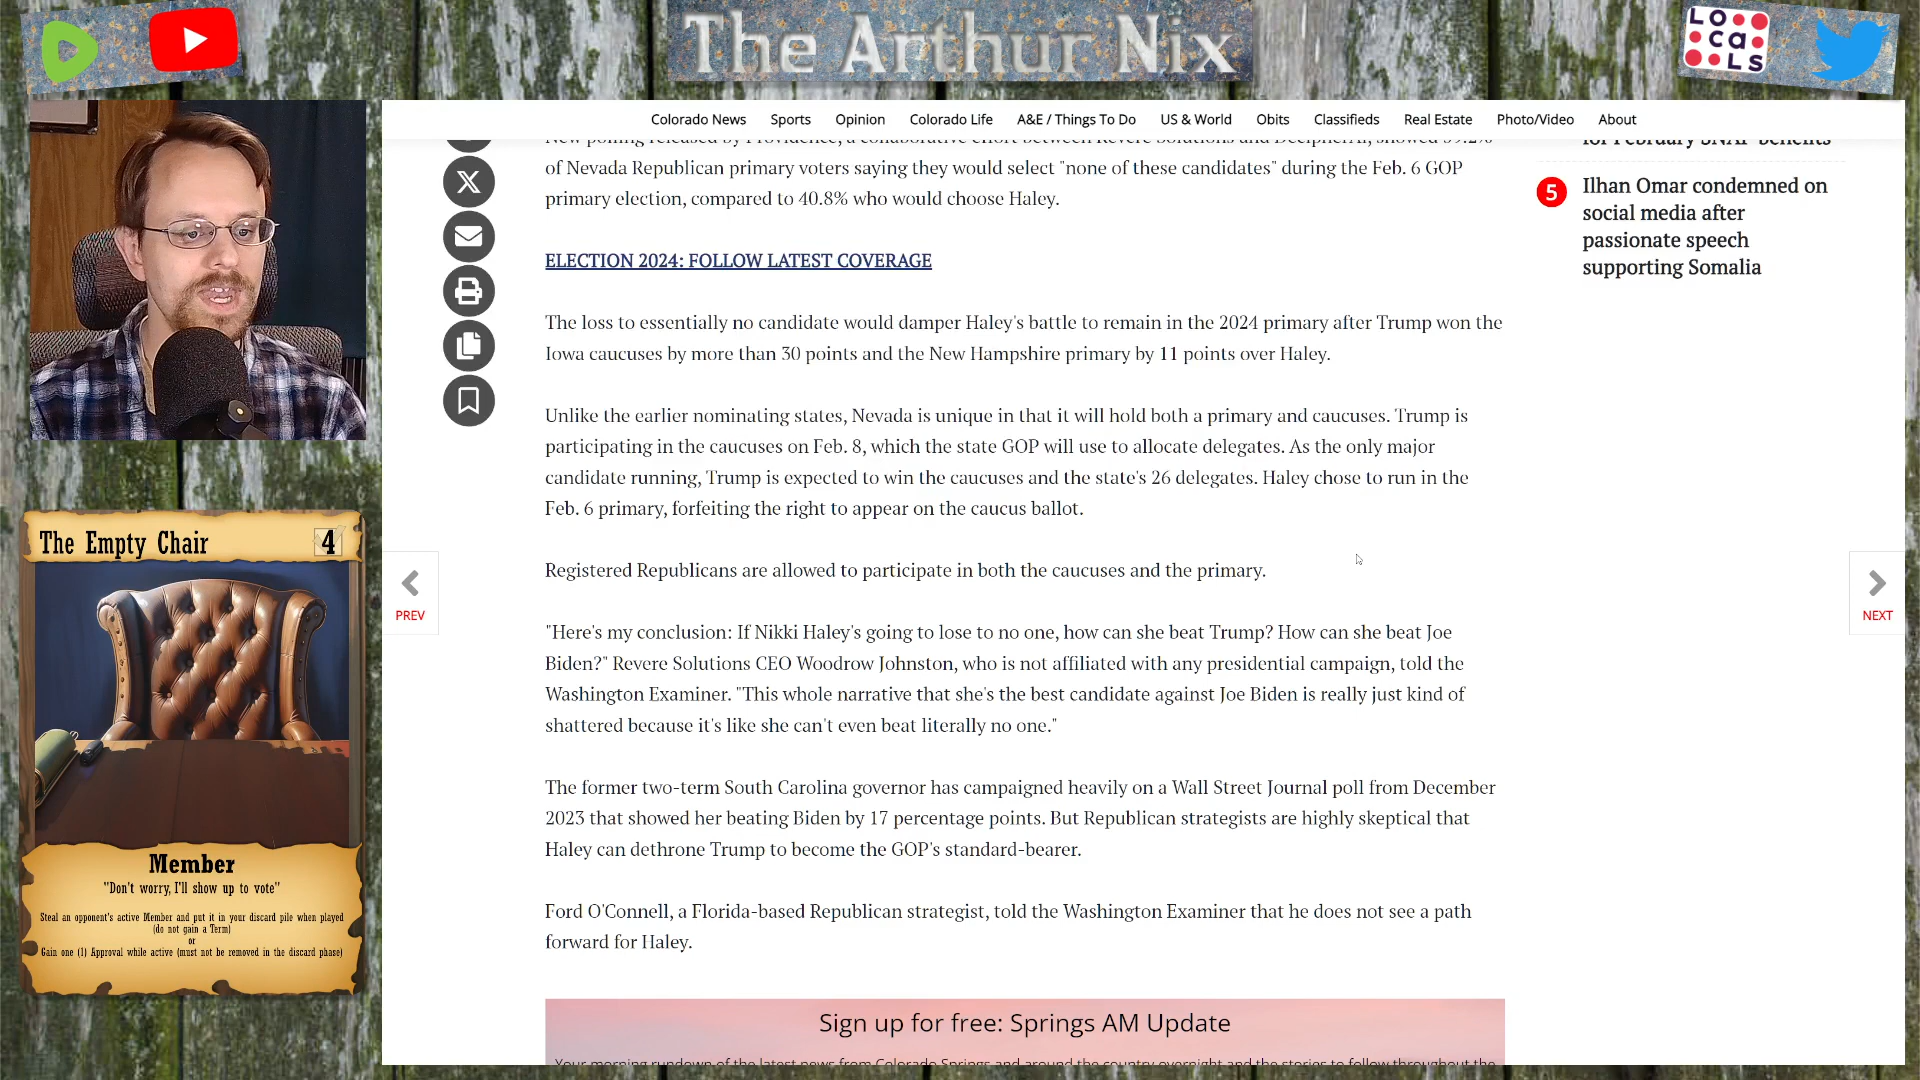 The Arthur Nix
LOcaLS
Colorado News Sports Opinion Colorado Life A&E / Things To Do US & World Obits Classifieds Real Estate Photo/Video About
New polling released by Providence, a collaborative effort between Revere Solutions and DecipherAI, showed 59.2%
of Nevada Republican primary voters saying they would select "none of these candidates" during the Feb. 6 GOP
primary election, compared to 40.8% who would choose Haley.
ELECTION 2024: FOLLOW LATEST COVERAGE
The loss to essentially no candidate would damper Haley's battle to remain in the 2024 primary after Trump won the
Iowa caucuses by more than 30 points and the New Hampshire primary by 11 points over Haley.
Unlike the earlier nominating states, Nevada is unique in that it will hold both a primary and caucuses. Trump is
participating in the caucuses on Feb. 8, which the state GOP will use to allocate delegates. As the only major
candidate running, Trump is expected to win the caucuses and the state's 26 delegates. Haley chose to run in the
Feb. 6 primary, forfeiting the right to appear on the caucus ballot.
Registered Republicans are allowed to participate in both the caucuses and the primary.
"Here's my conclusion: If Nikki Haley's going to lose to no one, how can she beat Trump? How can she beat Joe
Biden?" Revere Solutions CEO Woodrow Johnston, who is not affiliated with any presidential campaign, told the
Washington Examiner. "This whole narrative that she's the best candidate against Joe Biden is really just kind of
shattered because it's like she can't even beat literally no one."
The former two-term South Carolina governor has campaigned heavily on a Wall Street Journal poll from December
2023 that showed her beating Biden by 17 percentage points. But Republican strategists are highly skeptical that
Haley can dethrone Trump to become the GOP's standard-bearer.
Ford O'Connell, a Florida-based Republican strategist, told the Washington Examiner that he does not see a path
forward for Haley.
Sign up for free: Springs AM Update
Your morning rundown of the latest news from Colorado Springs and around the country overnight and the stories to follow throughout the
for February SNAP benefits
5
Ilhan Omar condemned on
social media after
passionate speech
supporting Somalia
PREV
NEXT
The Empty Chair 4
Member
"Don't worry, I'll show up to vote"
Steal an opponent's active Member and put it in your discard pile when played
(do not gain a Term)
or
Gain one (1) Approval while active (must not be removed in the discard phase)